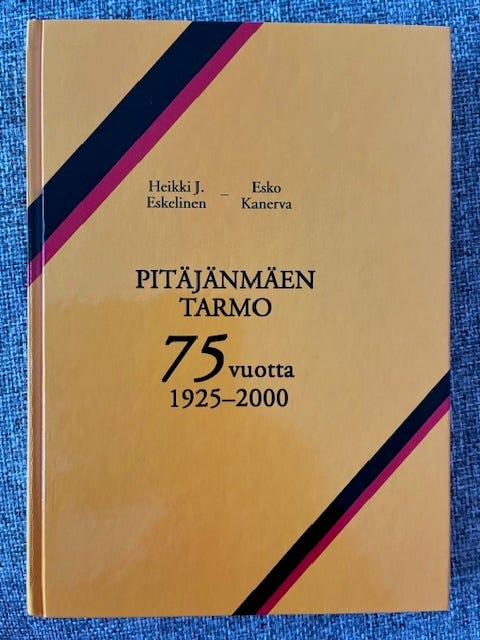 Heikki J. – Esko
Eskelinen Kanerva
PITÄJÄNMÄEN
TARMO
75 vuotta
1925–2000